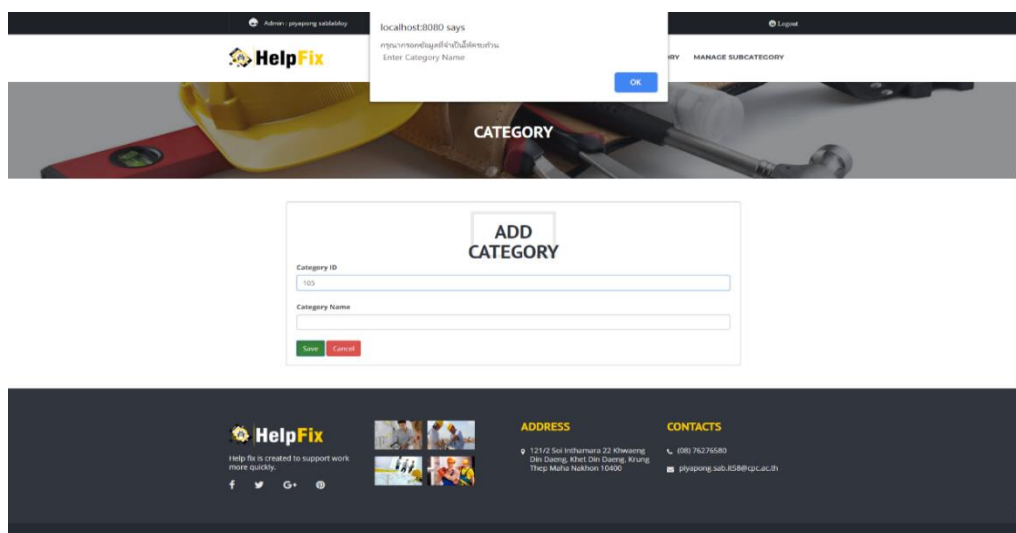 Admin : piyapong sablabloy
Logout
localhost:8080 says
กรุณากรอกข้อมูลที่จำเป็นให้ครบถ้วน
Enter Category Name
OK
HelpFix
RY MANAGE SUBCATEGORY
CATEGORY
ADD
CATEGORY
Category ID
105
Category Name
Save Cancel
HelpFix
Help fix is created to support work
more quickly.
ADDRESS
121/2 Soi Inthamara 22 Khwaeng
Din Daeng, Khet Din Daeng, Krung
Thep Maha Nakhon 10400
CONTACTS
(08) 76276580
piyapong.sab.it58@cpc.ac.th